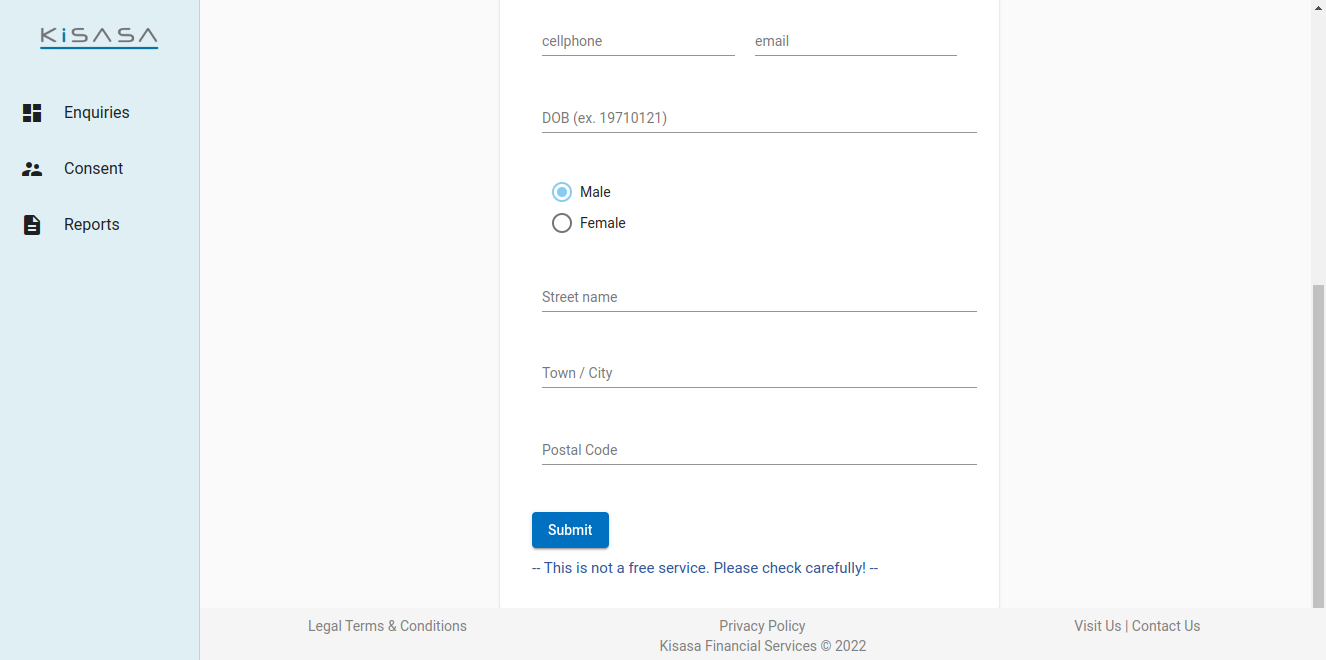 KiSASA
Enquiries
Consent
Reports
cellphone email
DOB (ex. 19710121)
Male
Female
Street name
Town / City
Postal Code
Submit
-- This is not a free service. Please check carefully! --
Legal Terms & Conditions Privacy Policy Visit Us | Contact Us
Kisasa Financial Services © 2022